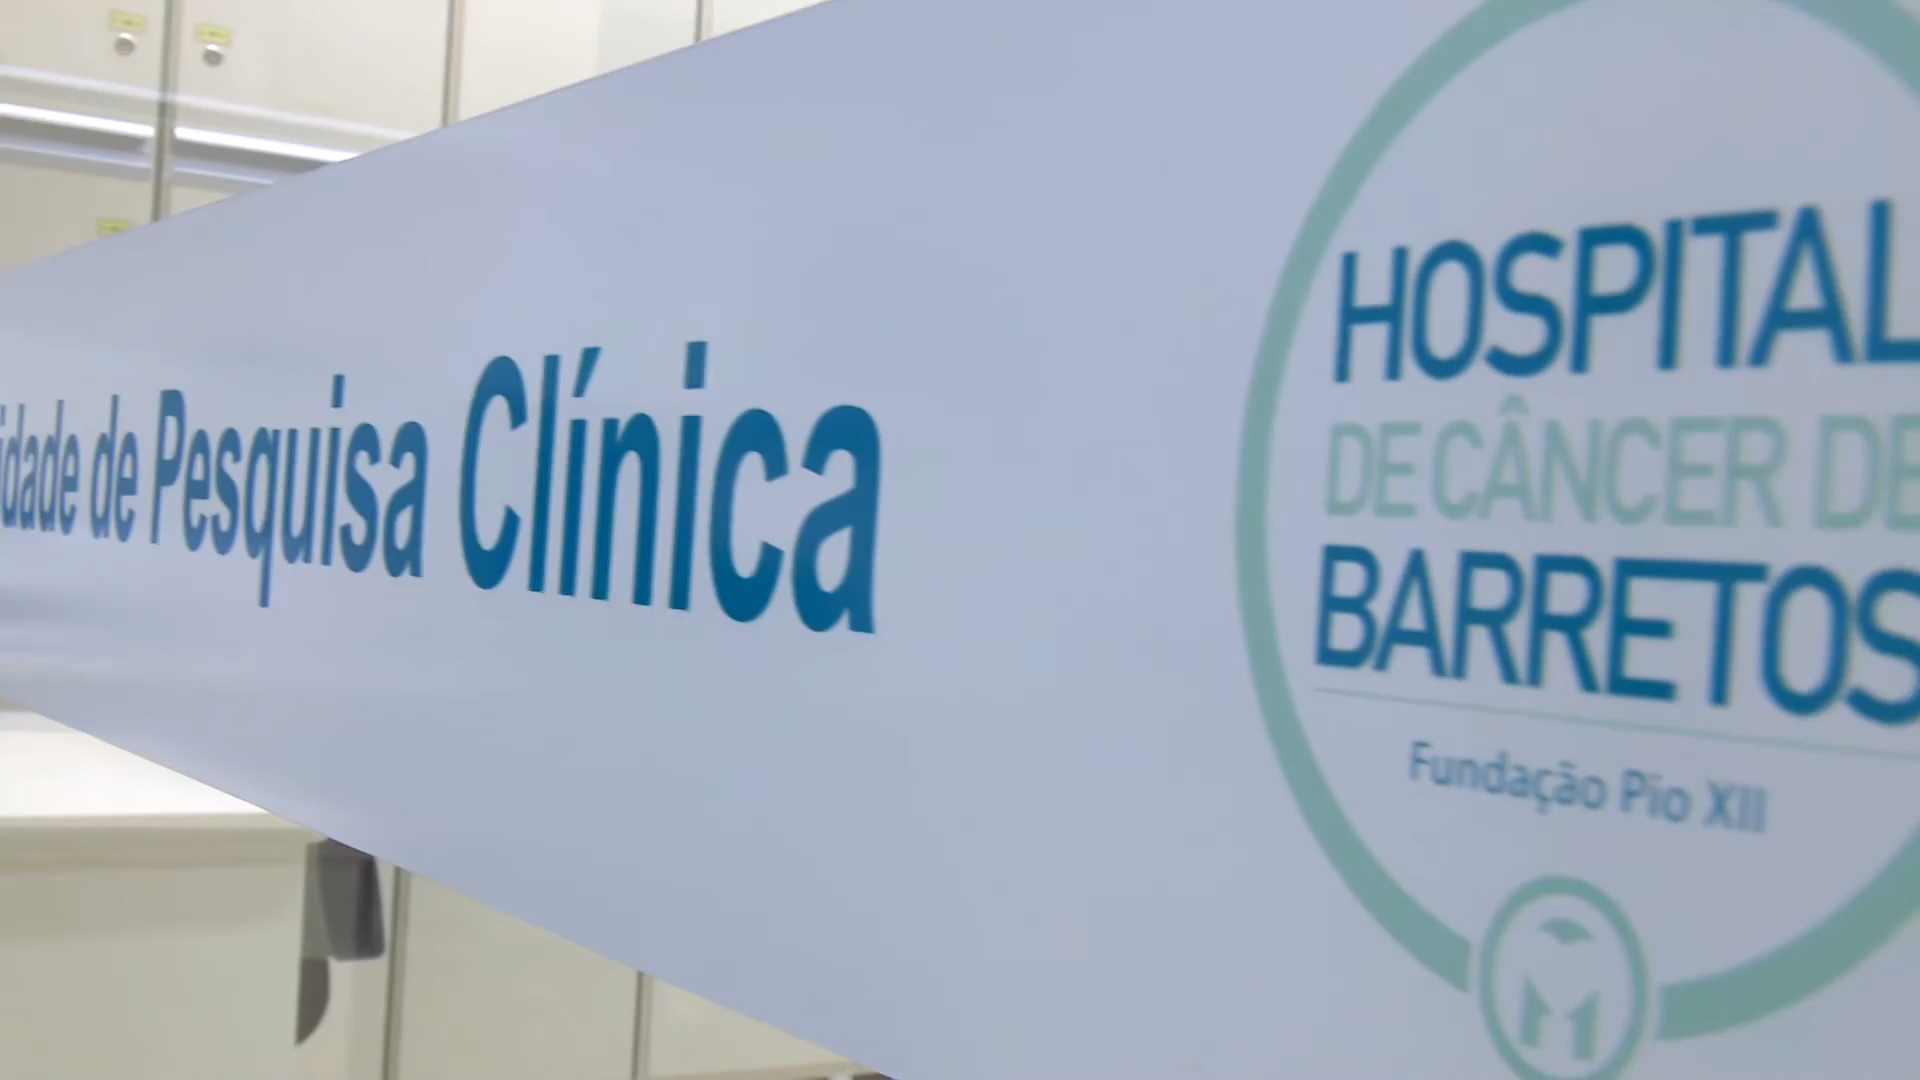 idade de Pesquisa Clínica
HOSPITAL
DE CÂNCER DE
BARRETOS
Fundação Pio XII